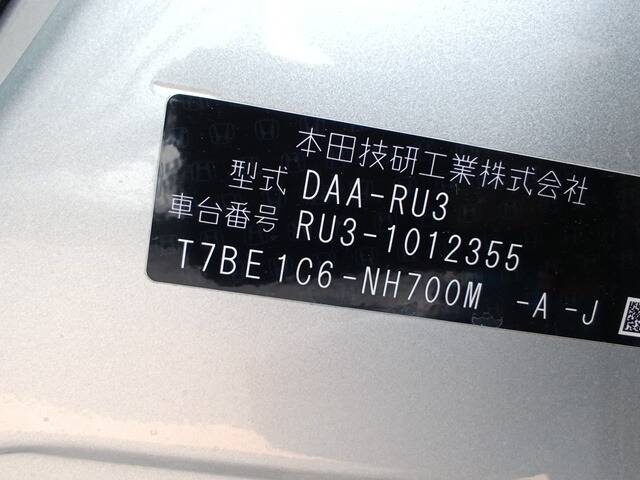 本田技研工業株式会社
型式 DAA-RU3
車台番号 RU3-1012355
T7BE1C6-NH700M -A -J